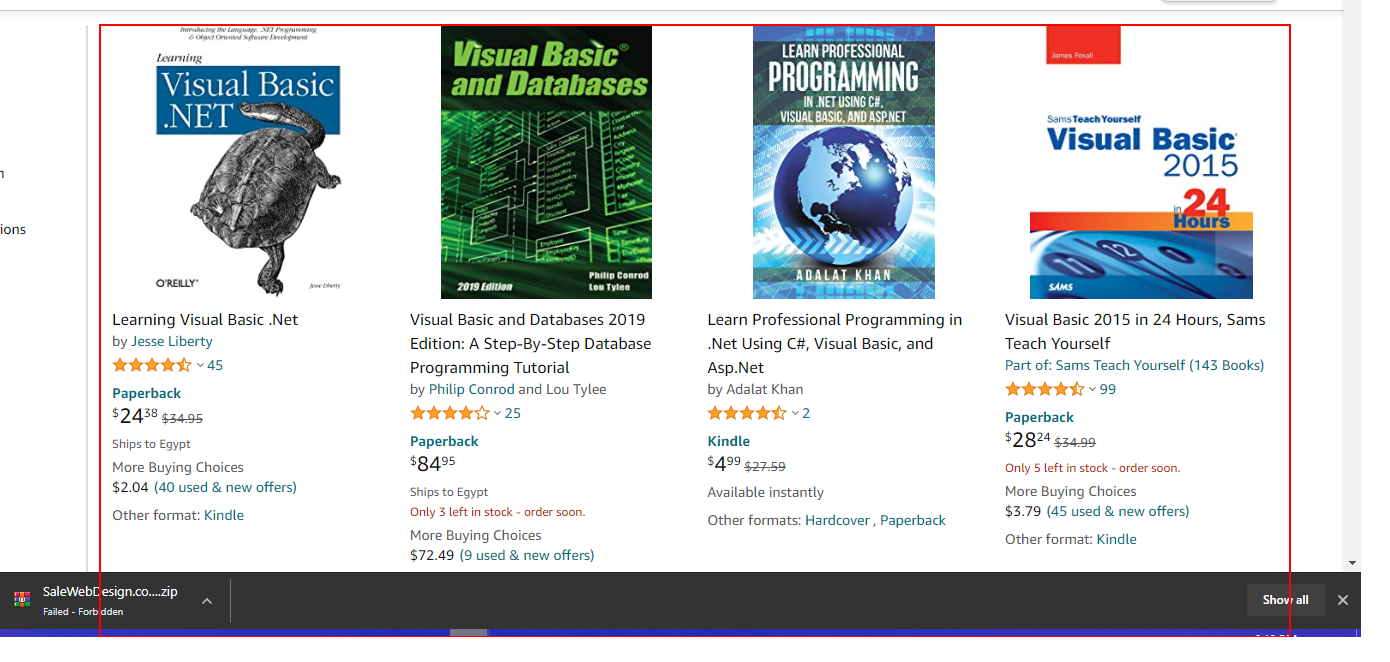 n
ions
Introducing the Language, .NET Programming
& Object Oriented Software Development
Learning
Visual Basic
.NET
O'REILLY®
Jesse Liberty
Learning Visual Basic .Net
by Jesse Liberty
45
Paperback
$24.38 $34.95
Ships to Egypt
More Buying Choices
$2.04 (40 used & new offers)
Other format: Kindle
Visual Basic®
and Databases
2019 Edition
Philip Conrod
Lou Tylee
Visual Basic and Databases 2019
Edition: A Step-By-Step Database
Programming Tutorial
by Philip Conrod and Lou Tylee
25
Paperback
$84.95
Ships to Egypt
Only 3 left in stock - order soon.
More Buying Choices
$72.49 (9 used & new offers)
LEARN PROFESSIONAL
PROGRAMMING
IN .NET USING C#,
VISUAL BASIC, AND ASP.NET
ADALAT KHAN
Learn Professional Programming in
.Net Using C#, Visual Basic, and
Asp.Net
by Adalat Khan
2
Kindle
$4.99 $27.59
Available instantly
Other formats: Hardcover , Paperback
James Foxall
Sams Teach Yourself
Visual Basic®
2015
in 24
Hours
11 12
SAMS
Visual Basic 2015 in 24 Hours, Sams
Teach Yourself
Part of: Sams Teach Yourself (143 Books)
99
Paperback
$28.24 $34.99
Only 5 left in stock - order soon.
More Buying Choices
$3.79 (45 used & new offers)
Other format: Kindle
SaleWebDesign.co....zip
Failed - Forbidden
Show all